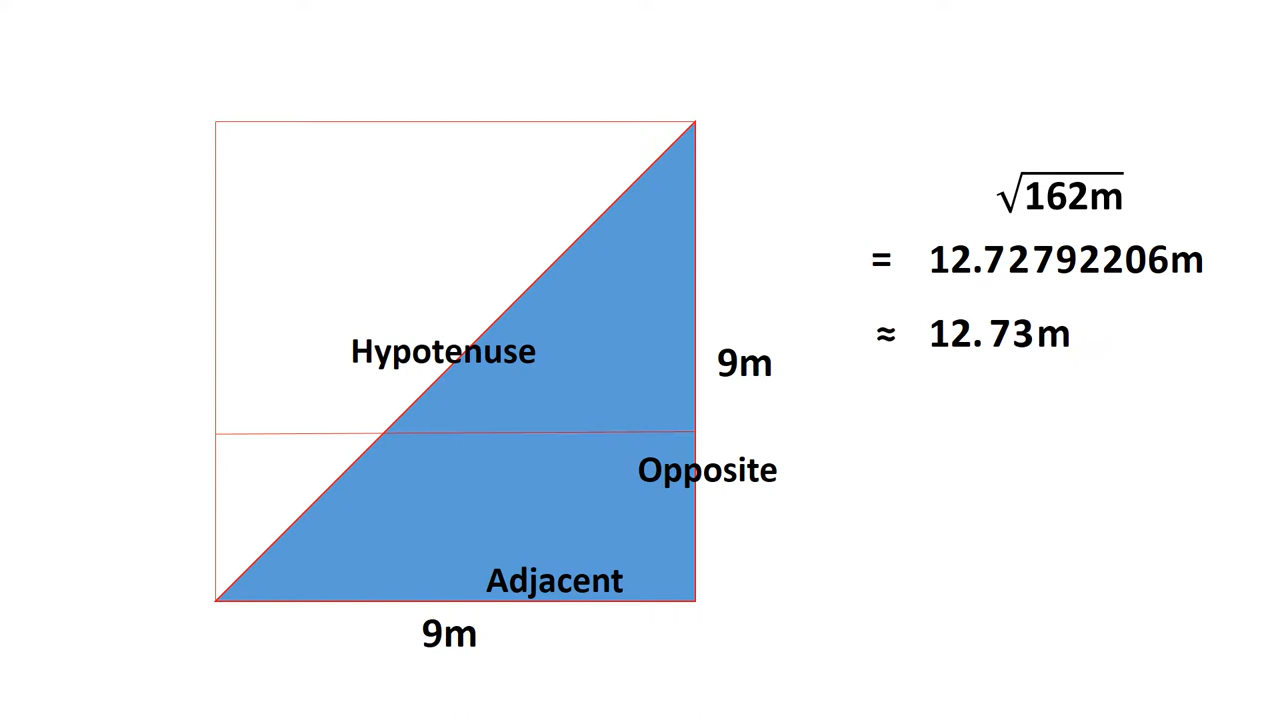 √162m
= 12.72792206m
≈ 12.73m
Hypotenuse
9m
Opposite
Adjacent
9m